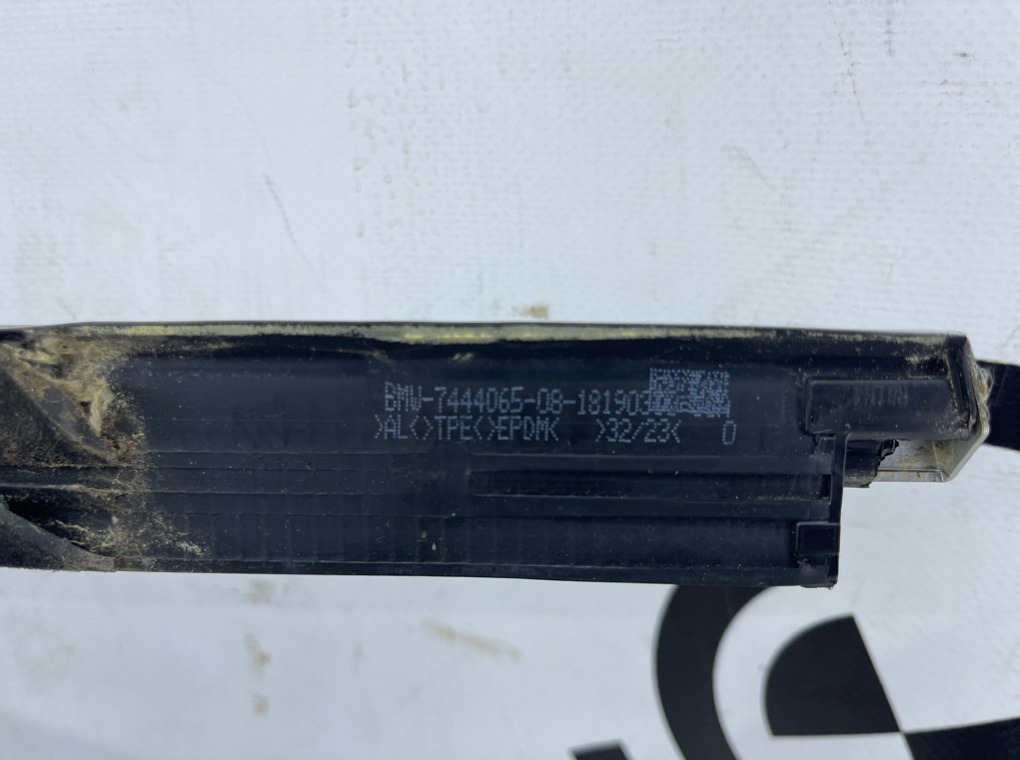 BMW-7444065-08-181903
>AL<>TPE<>EPDM< >32/23< 0